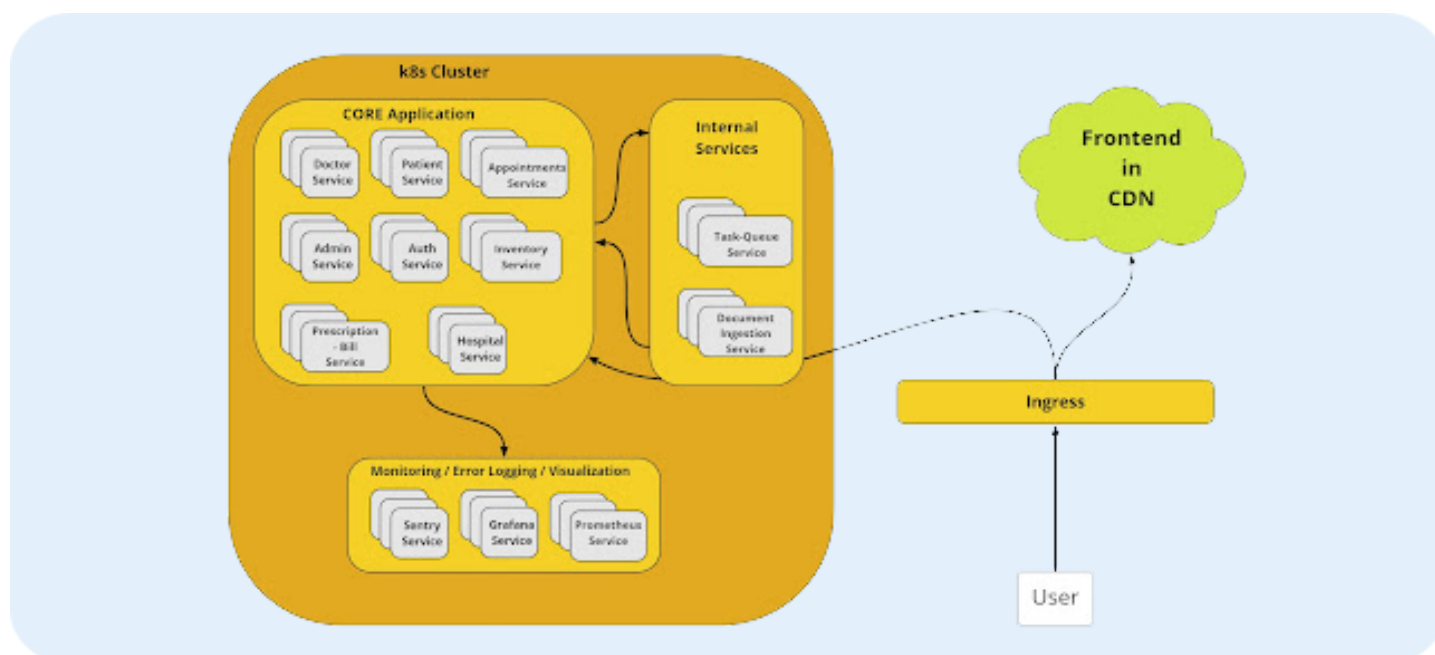 k8s Cluster
CORE Application
Doctor
Service
Patient
Service
Appointments
Service
Admin
Service
Auth
Service
Inventory
Service
Prescription
- Bill
Service
Hospital
Service
Internal
Services
Task-Queue
Service
Document
Ingestion
Service
Monitoring / Error Logging / Visualization
Sentry
Service
Grafana
Service
Prometheus
Service
Frontend
in
CDN
Ingress
User